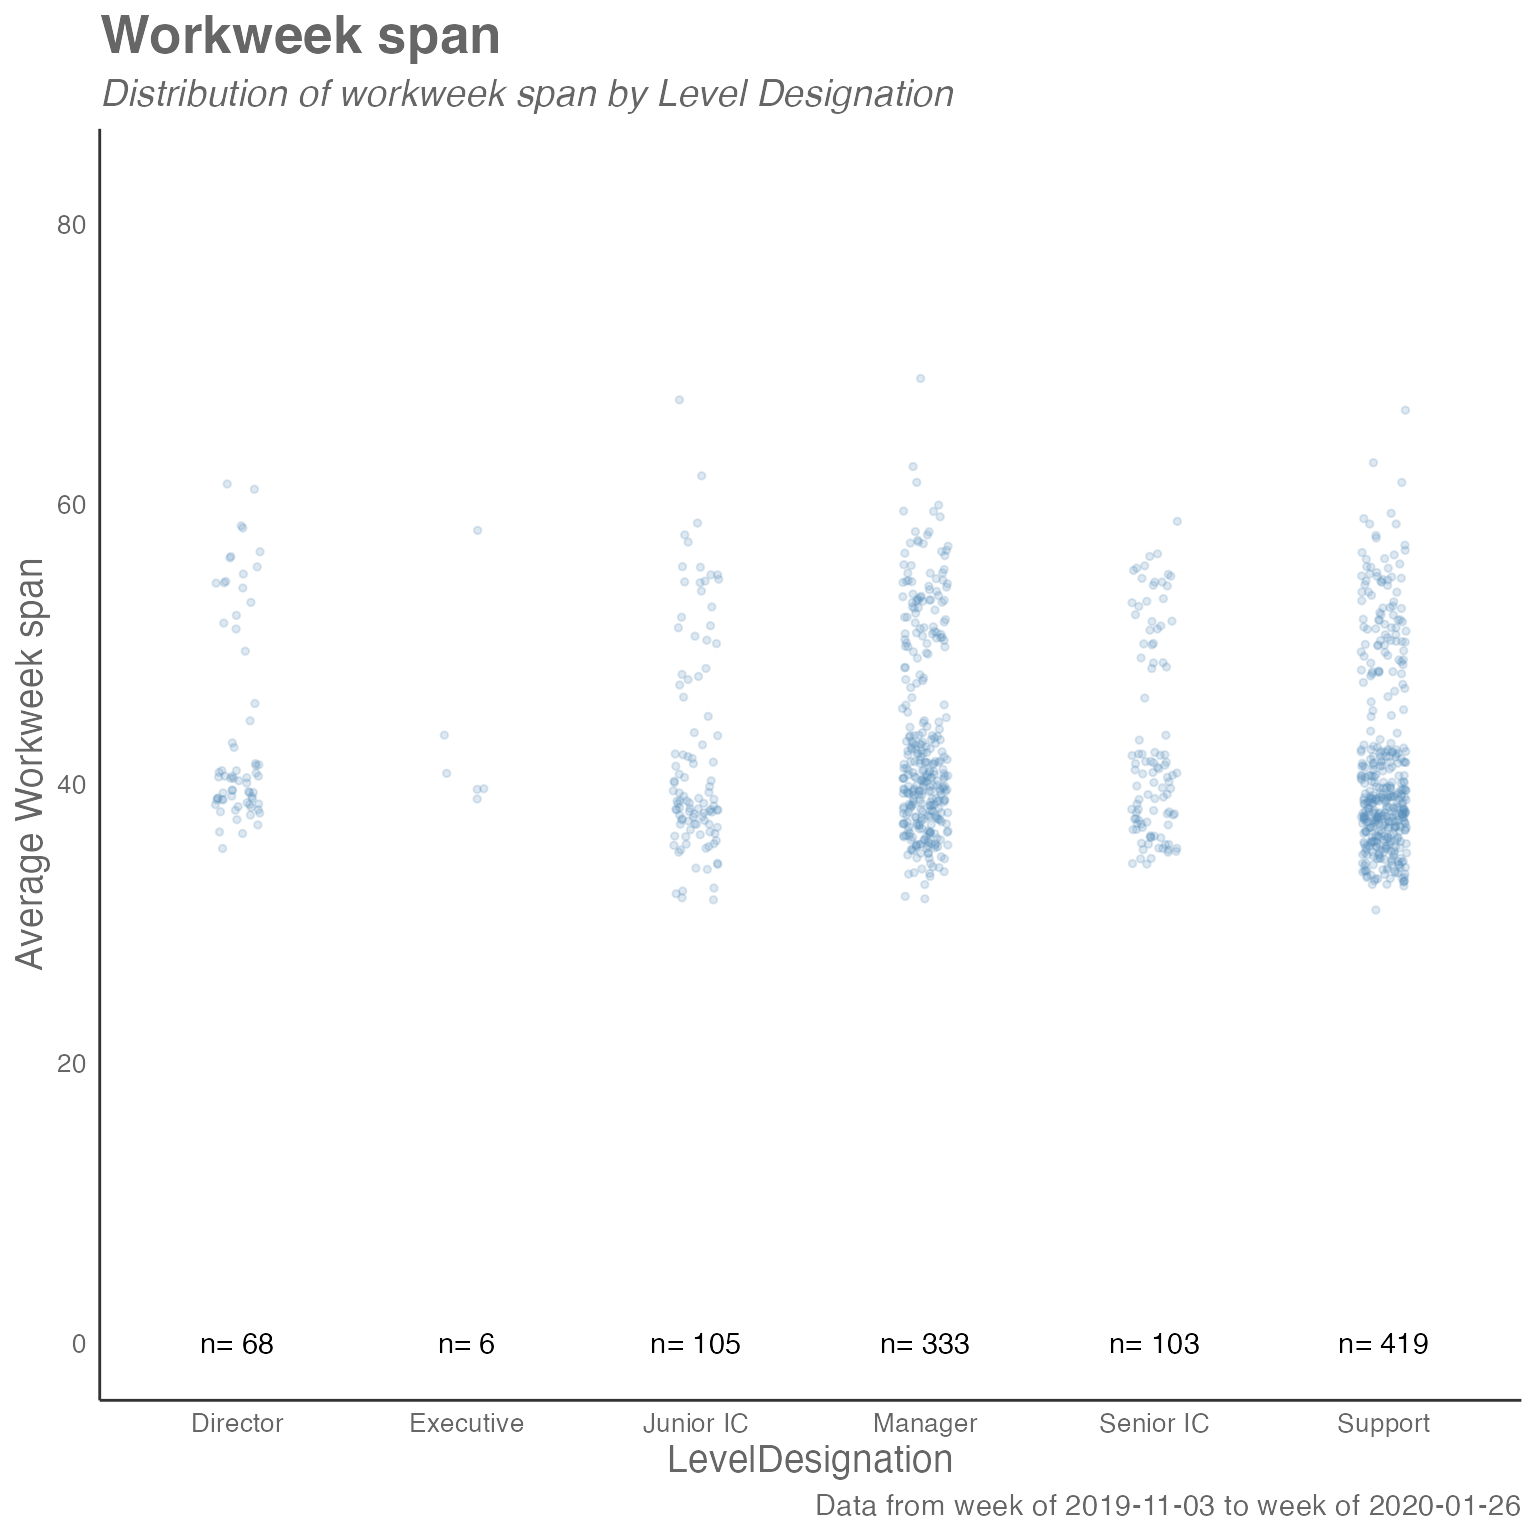 Workweek span
Distribution of workweek span by Level Designation
Average Workweek span
80
60
40
20
0
n= 68 n= 6 n= 105 n= 333 n= 103 n= 419
Director Executive Junior IC Manager Senior IC Support
LevelDesignation
Data from week of 2019-11-03 to week of 2020-01-26